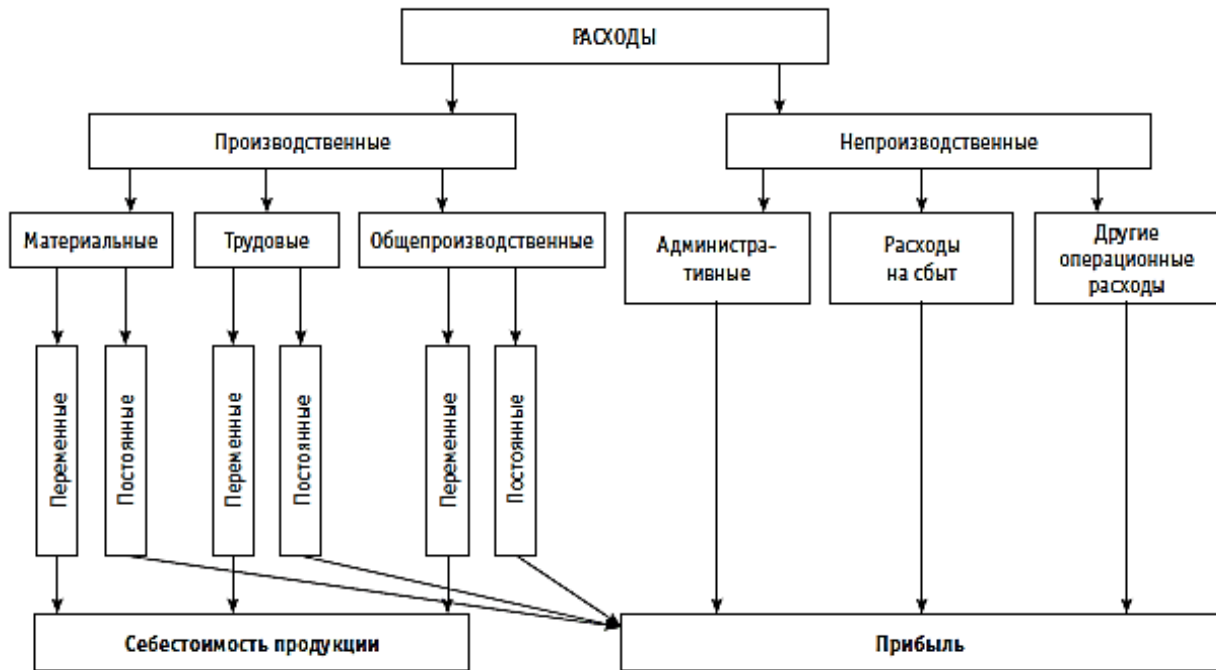 РАСХОДЫ
Производственные
Непроизводственные
Материальные
Трудовые
Общепроизводственные
Администра-
тивные
Расходы
на сбыт
Другие
операционные
расходы
Переменные
Постоянные
Переменные
Постоянные
Переменные
Постоянные
Себестоимость продукции
Прибыль